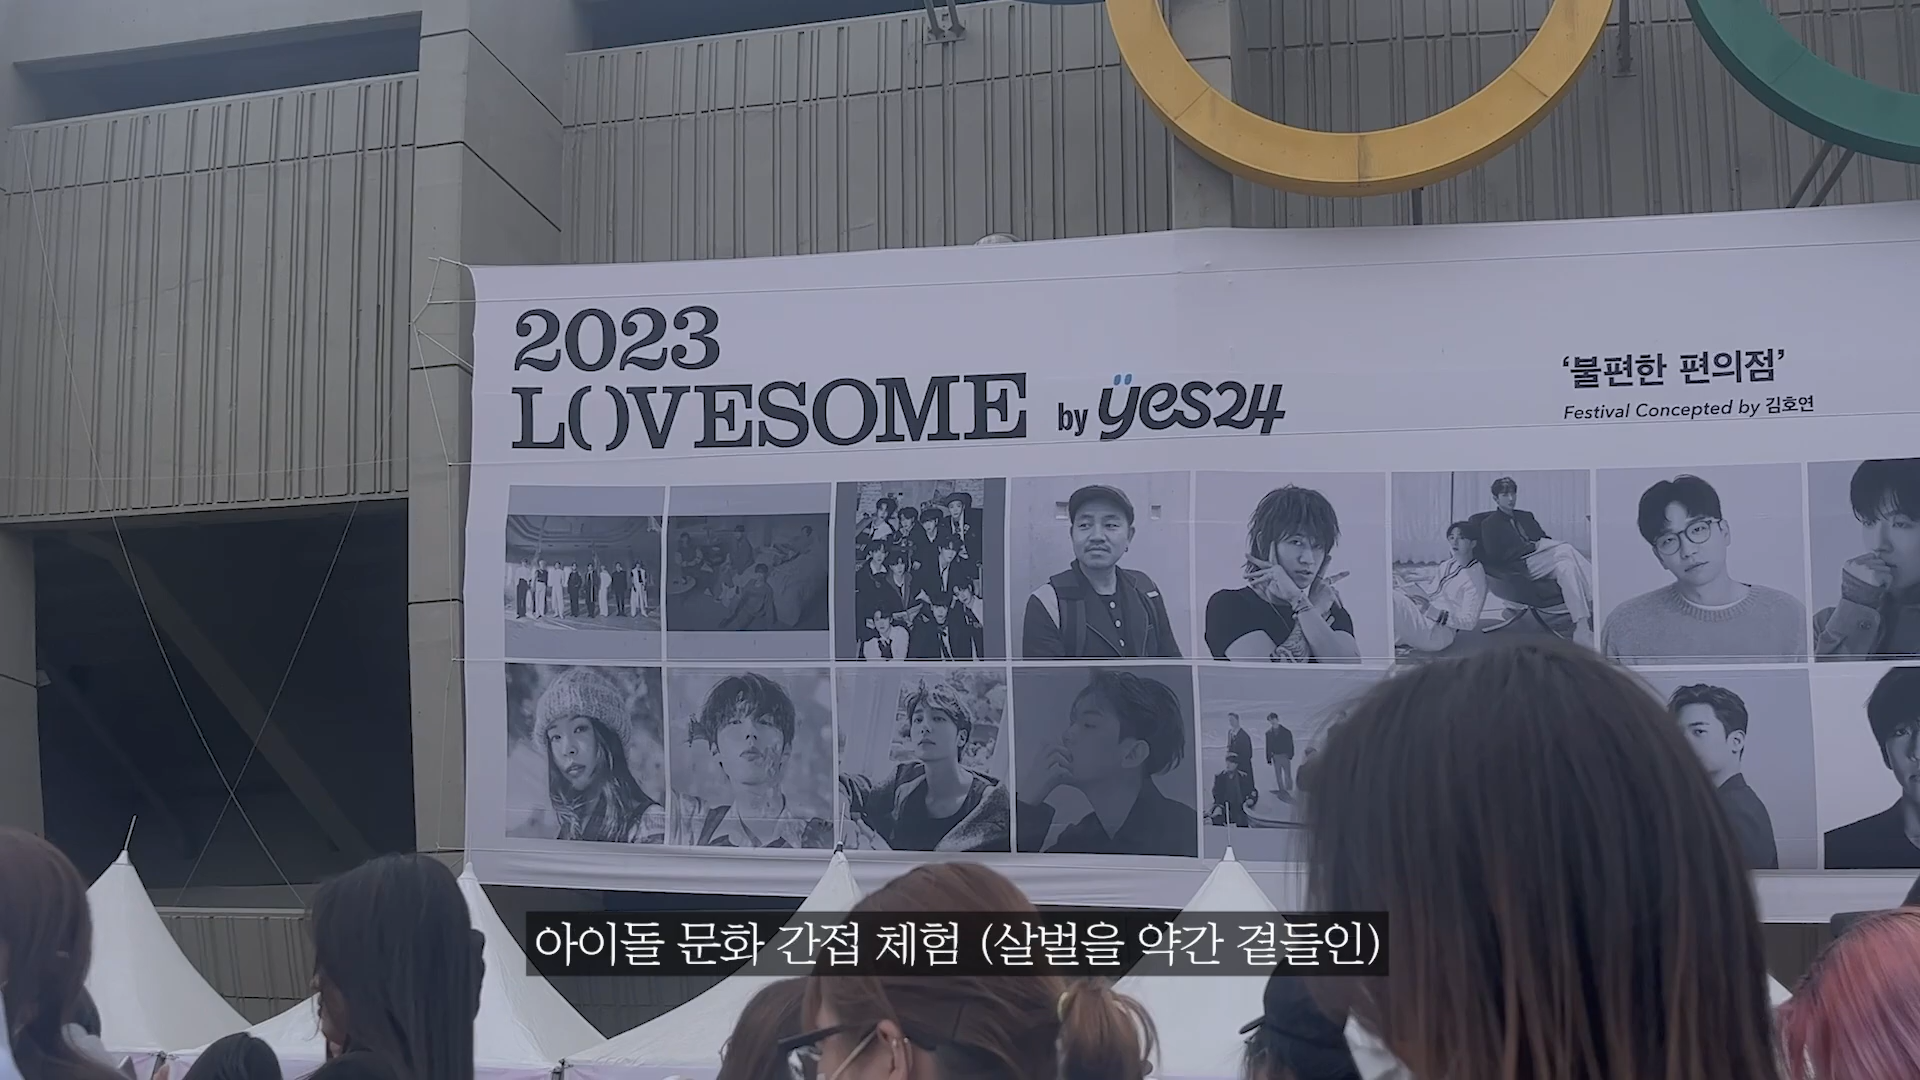 2023
LOVESOME by yes24
‘불편한 편의점’
Festival Concepted by 김호연
아이돌 문화 간접 체험 (살벌을 약간 곁들인)